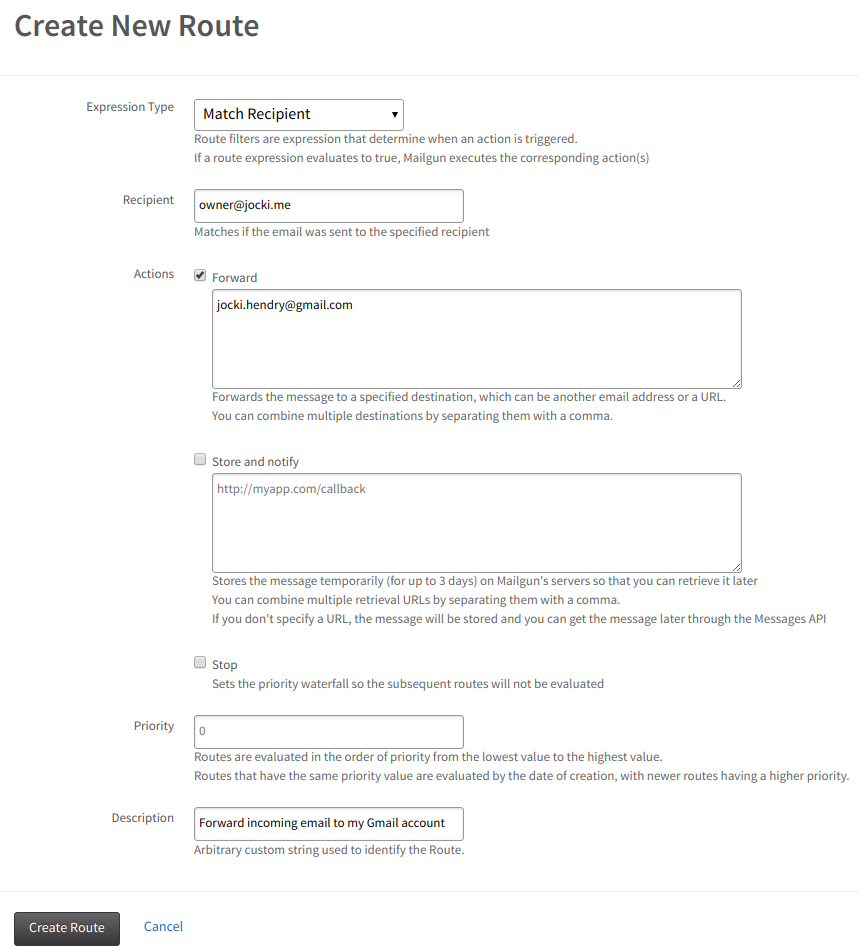 Create New Route
Expression Type
Match Recipient
Route filters are expression that determine when an action is triggered.
If a route expression evaluates to true, Mailgun executes the corresponding action(s)
Recipient
owner@jocki.me
Matches if the email was sent to the specified recipient
Actions
Forward
jocki.hendry@gmail.com
Forwards the message to a specified destination, which can be another email address or a URL.
You can combine multiple destinations by separating them with a comma.
Store and notify
http://myapp.com/callback
Stores the message temporarily (for up to 3 days) on Mailgun's servers so that you can retrieve it later
You can combine multiple retrieval URLs by separating them with a comma.
If you don't specify a URL, the message will be stored and you can get the message later through the Messages API
Stop
Sets the priority waterfall so the subsequent routes will not be evaluated
Priority
0
Routes are evaluated in the order of priority from the lowest value to the highest value.
Routes that have the same priority value are evaluated by the date of creation, with newer routes having a higher priority.
Description
Forward incoming email to my Gmail account
Arbitrary custom string used to identify the Route.
Create Route
Cancel